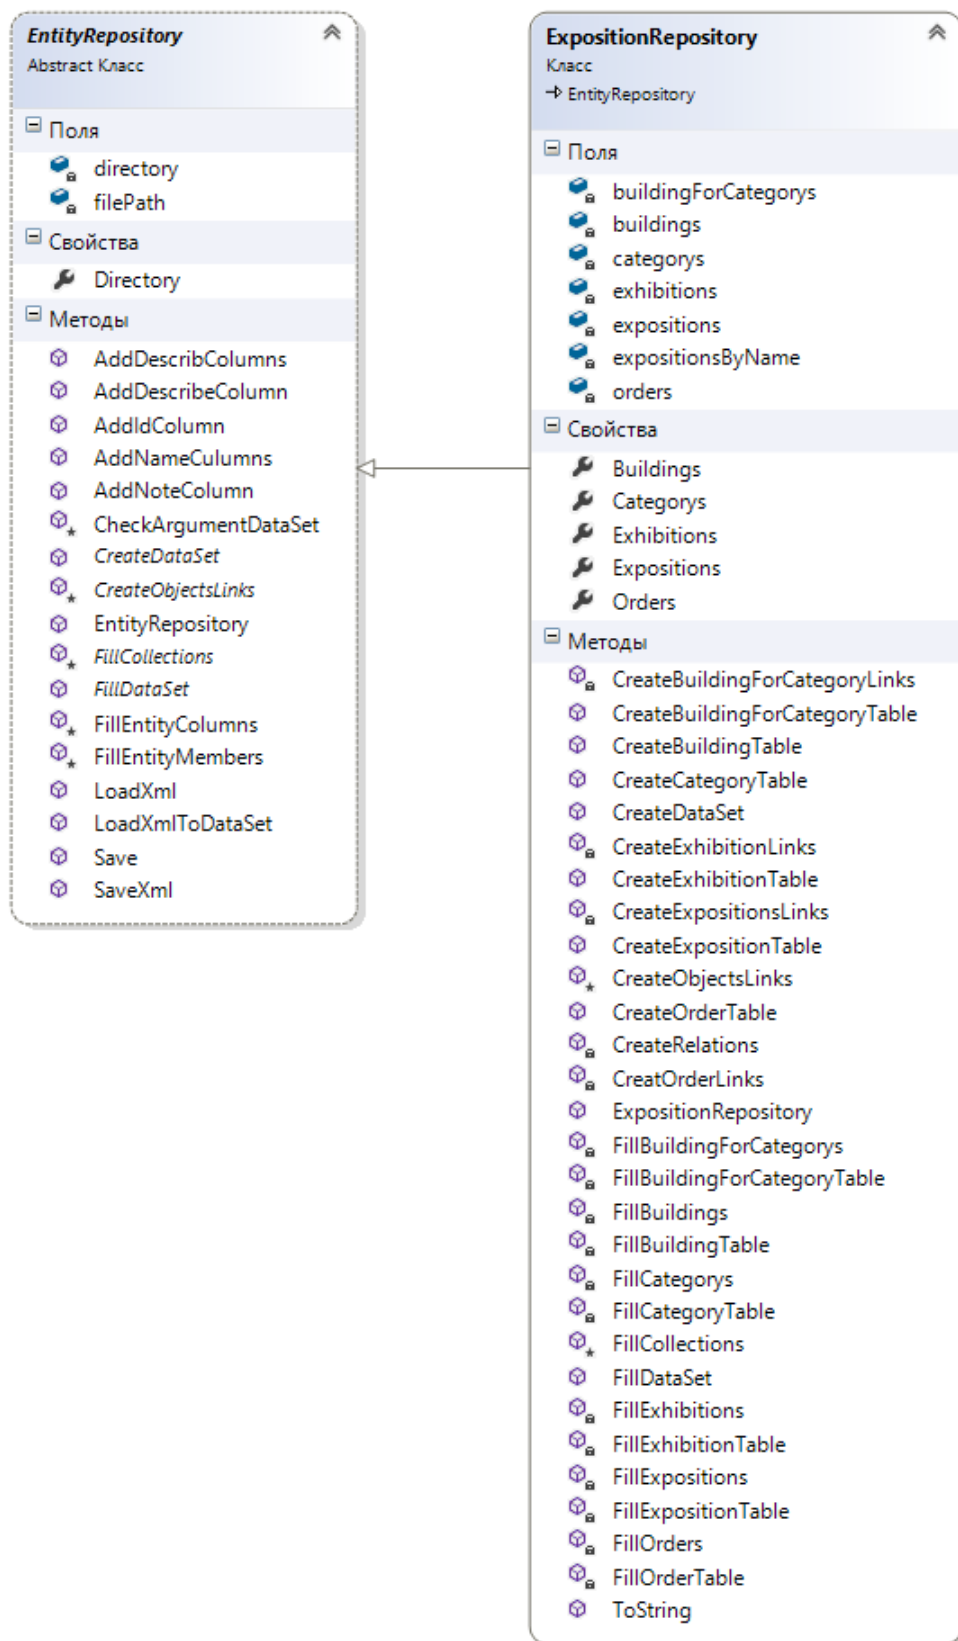 EntityRepository
Abstract Класс
Поля
directory
filePath
Свойства
Directory
Методы
AddDescribColumns
AddDescribeColumn
AddIdColumn
AddNameCulumns
AddNoteColumn
CheckArgumentDataSet
CreateDataSet
CreateObjectsLinks
EntityRepository
FillCollections
FillDataSet
FillEntityColumns
FillEntityMembers
LoadXml
LoadXmlToDataSet
Save
SaveXml
ExpositionRepository
Класс
EntityRepository
Поля
buildingForCategorys
buildings
categorys
exhibitions
expositions
expositionsByName
orders
Свойства
Buildings
Categorys
Exhibitions
Expositions
Orders
Методы
CreateBuildingForCategoryLinks
CreateBuildingForCategoryTable
CreateBuildingTable
CreateCategoryTable
CreateDataSet
CreateExhibitionLinks
CreateExhibitionTable
CreateExpositionsLinks
CreateExpositionTable
CreateObjectsLinks
CreateOrderTable
CreateRelations
CreatOrderLinks
ExpositionRepository
FillBuildingForCategorys
FillBuildingForCategoryTable
FillBuildings
FillBuildingTable
FillCategorys
FillCategoryTable
FillCollections
FillDataSet
FillExhibitions
FillExhibitionTable
FillExpositions
FillExpositionTable
FillOrders
FillOrderTable
ToString